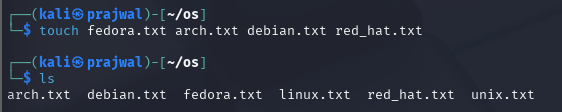 ┌──(kali㉿prajwal)-[~/os]
└─$ touch fedora.txt arch.txt debian.txt red_hat.txt
┌──(kali㉿prajwal)-[~/os]
└─$ ls
arch.txt  debian.txt  fedora.txt  linux.txt  red_hat.txt  unix.txt